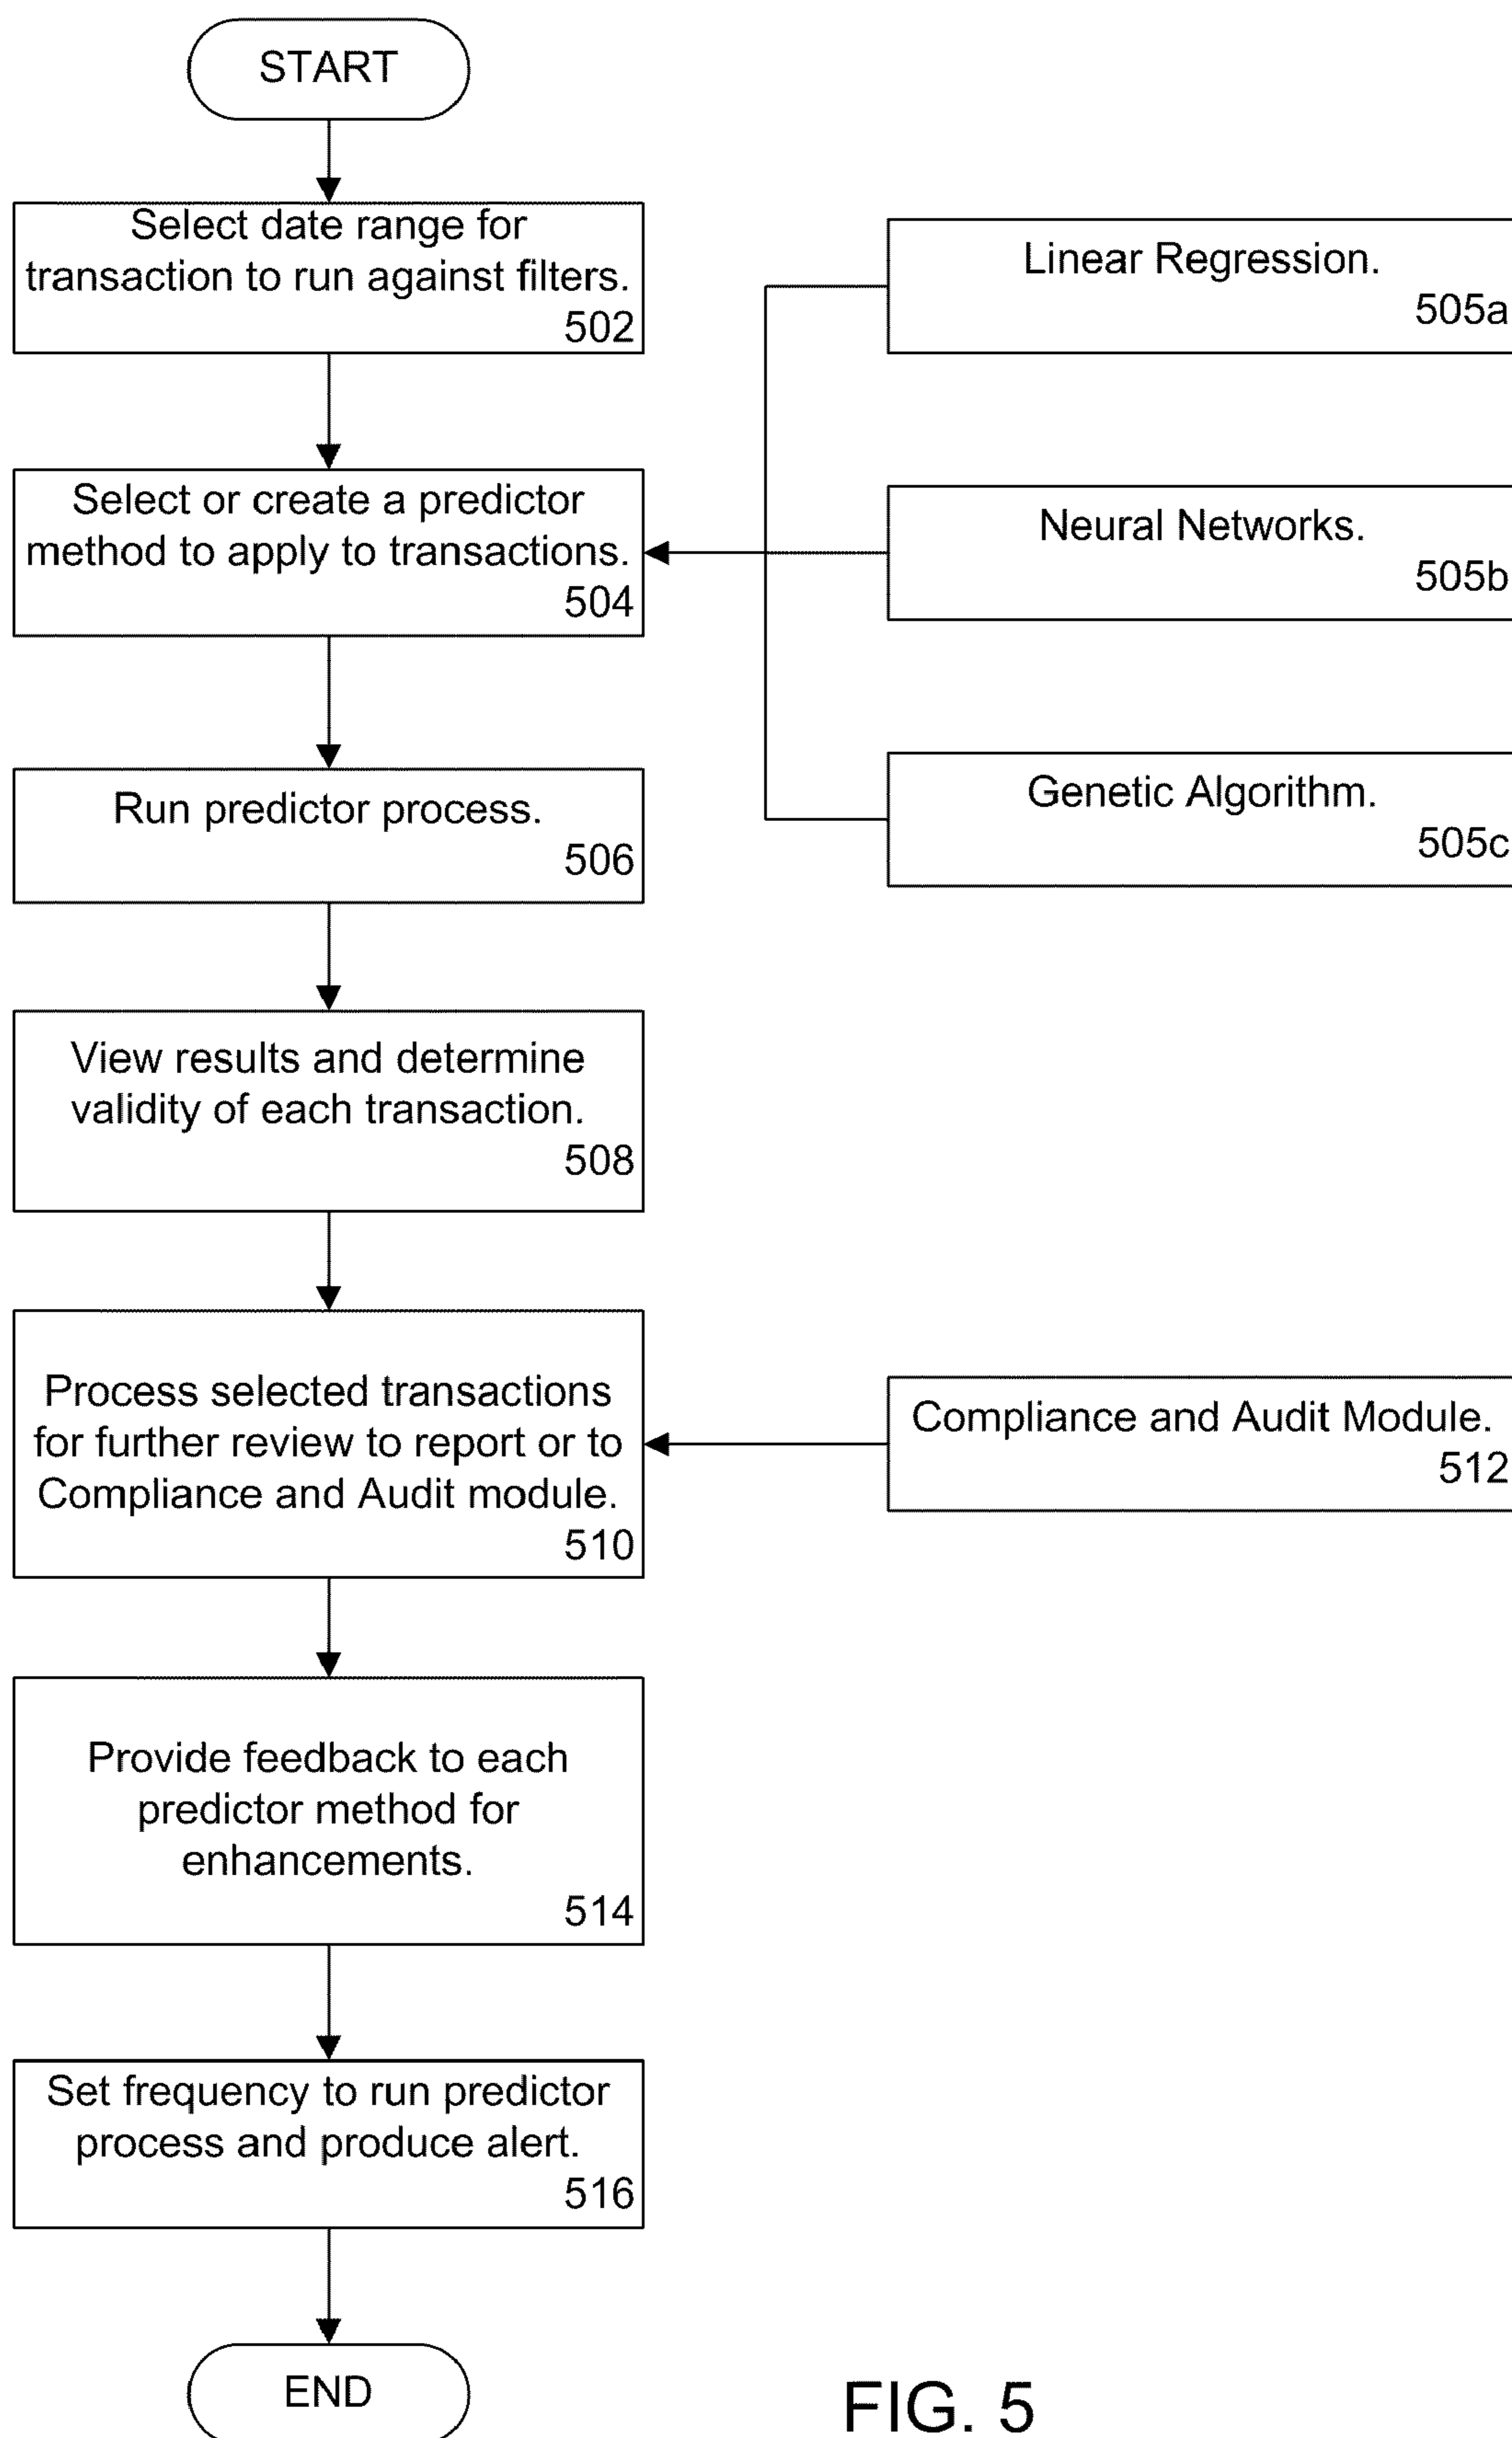 START
Select date range for
transaction to run against filters.
502
Linear Regression.
505a
Select or create a predictor
method to apply to transactions.
504
Neural Networks.
505b
Run predictor process.
506
Genetic Algorithm.
505c
View results and determine
validity of each transaction.
508
Process selected transactions
for further review to report or to
Compliance and Audit module.
510
Compliance and Audit Module.
512
Provide feedback to each
predictor method for
enhancements.
514
Set frequency to run predictor
process and produce alert.
516
END
FIG. 5